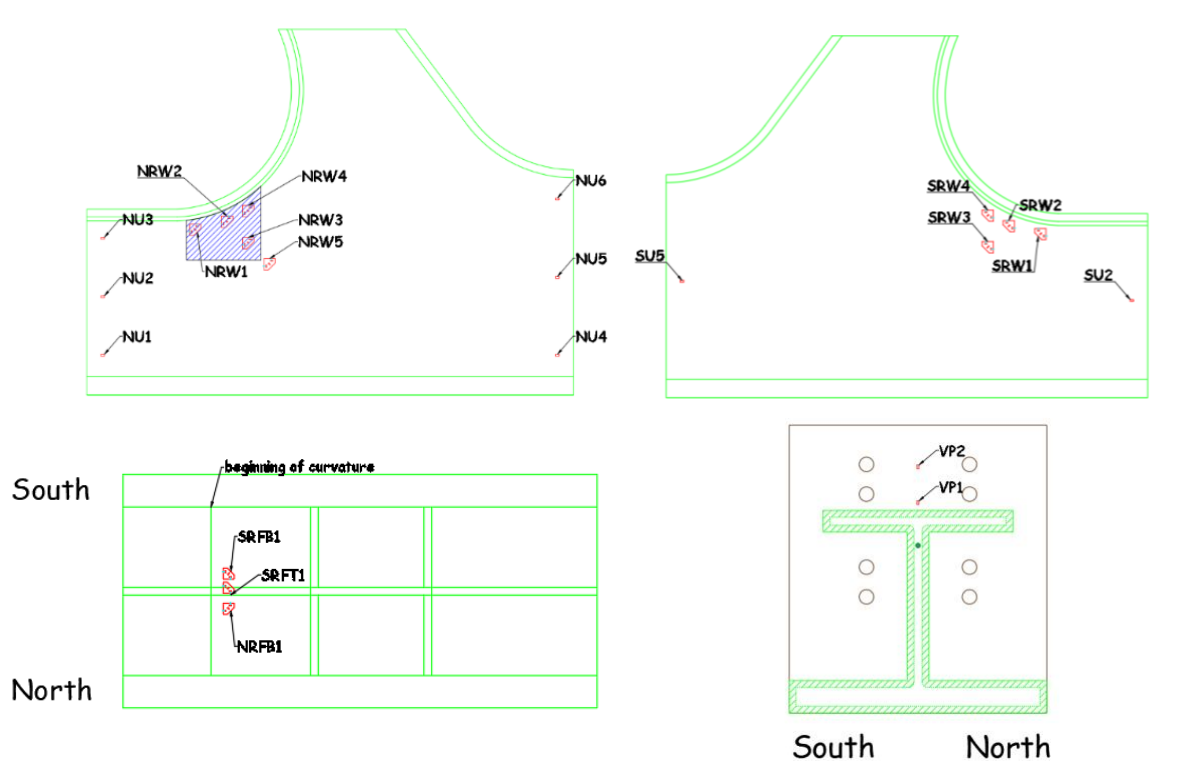 NRW2
NRW4
NU6
NU3
NRW3
NRW5
NRW1
NU2
NU5
NU1
NU4
SRW4
SRW2
SRW3
SRW1
SU5
SU2
beginning of curvature
South
SRFB1
SRFT1
NRFB1
North
VP2
VP1
South North